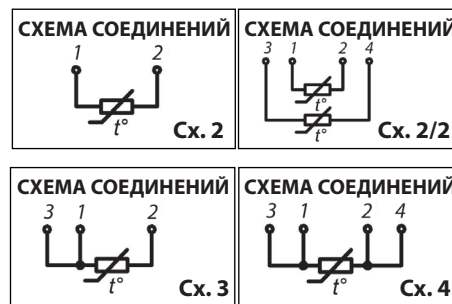 СХЕМА СОЕДИНЕНИЙ
1 2
t°
Сх. 2
СХЕМА СОЕДИНЕНИЙ
3 1 2 4
t°
t°
Сх. 2/2
СХЕМА СОЕДИНЕНИЙ
3 1 2
t°
Сх. 3
СХЕМА СОЕДИНЕНИЙ
3 1 2 4
t°
Сх. 4